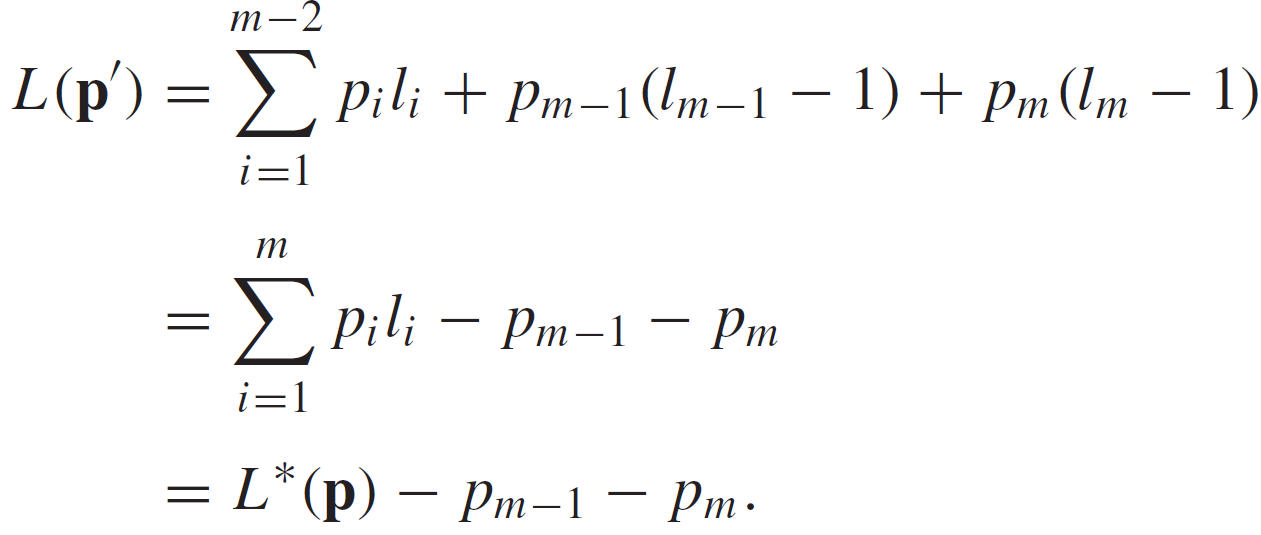 L(𝐩′) = ∑_{i=1}^{m−2} p_i l_i + p_{m−1}(l_{m−1} − 1) + p_m(l_m − 1)
= ∑_{i=1}^{m} p_i l_i − p_{m−1} − p_m
= L*(𝐩) − p_{m−1} − p_m.